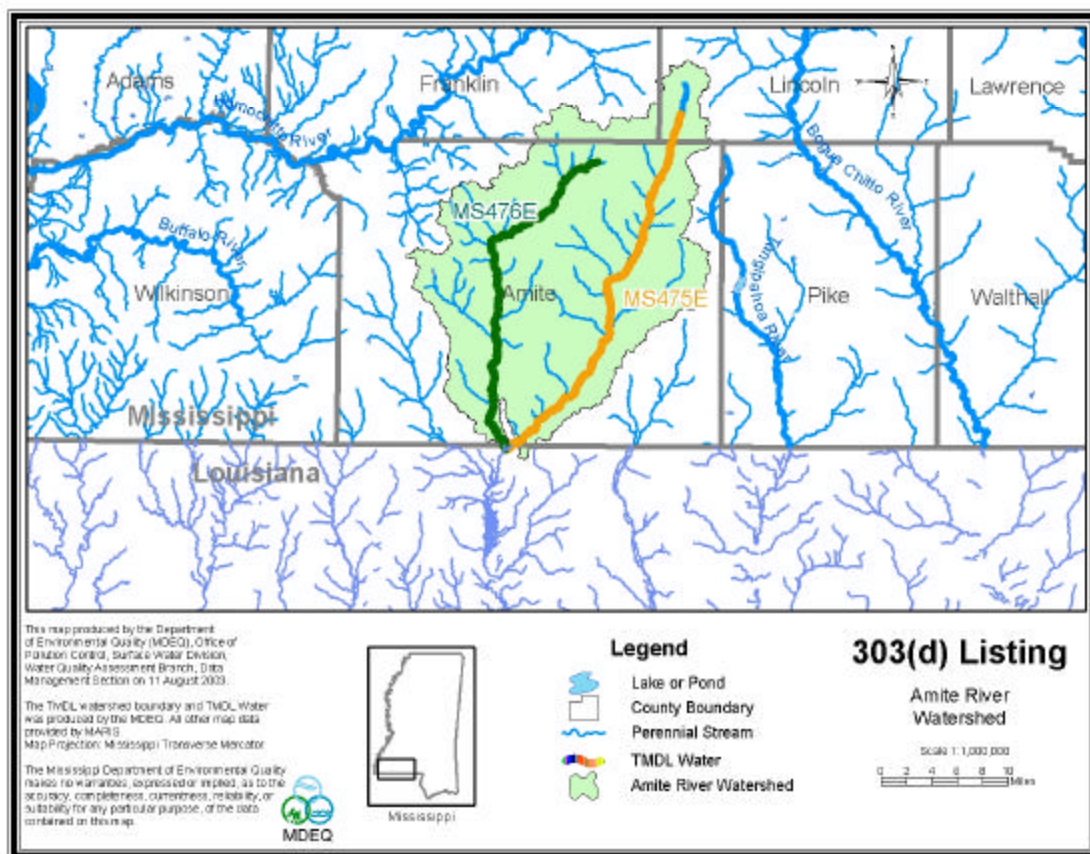 Adams
Franklin
Lincoln
Lawrence
Homochitto River
Bogue Chitto River
MS476E
Buffalo River
Wilkinson
Amite
MS475E
Tangipahoa River
Pike
Walthall
Mississippi
Louisiana
This map produced by the Department
of Environmental Quality (MDEQ), Office of
Pollution Control, Surface Water Division,
Water Quality Assessment Branch, Data
Management Section on 11 August 2003.
The TMDL watershed boundary and TMDL Water
was produced by the MDEQ. All other map data
provided by MARIS.
Map Projection: Mississippi Transverse Mercator
The Mississippi Department of Environmental Quality
makes no warranties, expressed or implied, as to the
accuracy, completeness, currentness, reliability, or
suitability for any particular purpose, of the data
contained on this map.
MDEQ
Mississippi
Legend
Lake or Pond
County Boundary
Perennial Stream
TMDL Water
Amite River Watershed
303(d) Listing
Amite River
Watershed
Scale 1:1,000,000
0 2 4 6 8 10
Miles